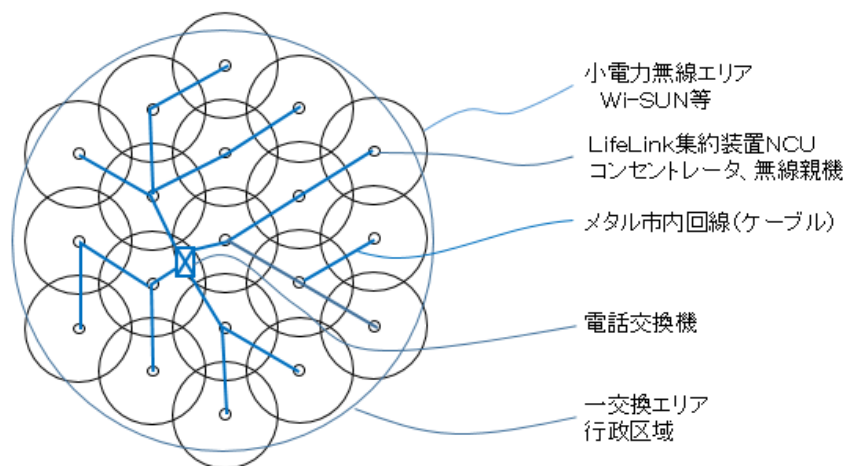 小電力無線エリア
Wi-SUN等
LifeLink集約装置NCU
コンセントレータ、無線親機
メタル市内回線(ケーブル)
電話交換機
一交換エリア
行政区域